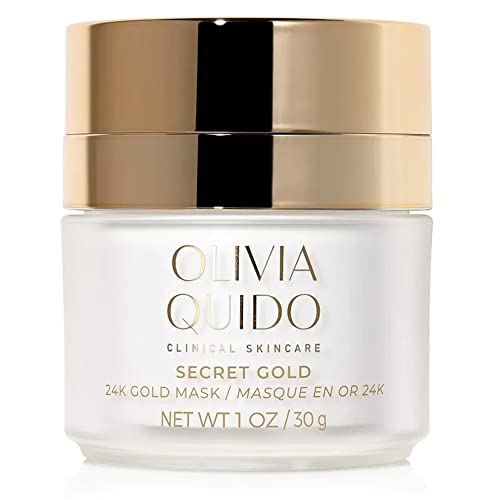 OLIVIA
QUIDO
CLINICAL SKINCARE
SECRET GOLD
24K GOLD MASK / MASQUE EN OR 24K
NET WT 1 OZ / 30 g